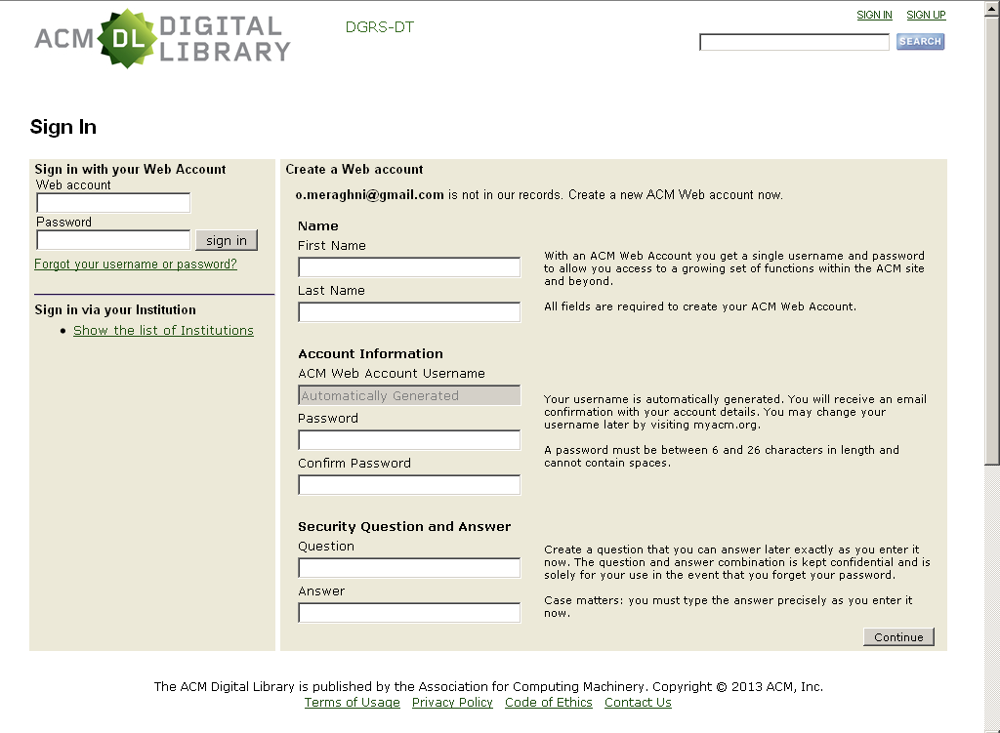 ACM DL DIGITAL LIBRARY
DGRS-DT
SIGN IN SIGN UP
SEARCH
Sign In
Sign in with your Web Account
Web account
Password
sign in
Forgot your username or password?
Sign in via your Institution
• Show the list of Institutions
Create a Web account
o.meraghni@gmail.com is not in our records. Create a new ACM Web account now.
Name
First Name
Last Name
With an ACM Web Account you get a single username and password
to allow you access to a growing set of functions within the ACM site
and beyond.
All fields are required to create your ACM Web Account.
Account Information
ACM Web Account Username
Automatically Generated
Password
Confirm Password
Your username is automatically generated. You will receive an email
confirmation with your account details. You may change your
username later by visiting myacm.org.
A password must be between 6 and 26 characters in length and
cannot contain spaces.
Security Question and Answer
Question
Answer
Create a question that you can answer later exactly as you enter it
now. The question and answer combination is kept confidential and is
solely for your use in the event that you forget your password.
Case matters: you must type the answer precisely as you enter it
now.
Continue
The ACM Digital Library is published by the Association for Computing Machinery. Copyright © 2013 ACM, Inc.
Terms of Usage Privacy Policy Code of Ethics Contact Us